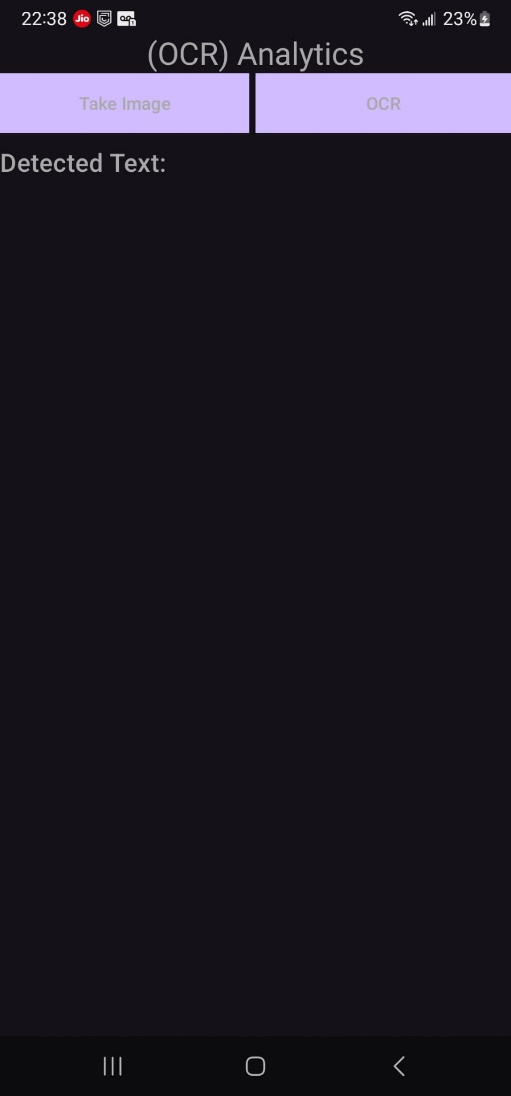 22:38 Jio 23%
(OCR) Analytics
Take Image OCR
Detected Text: